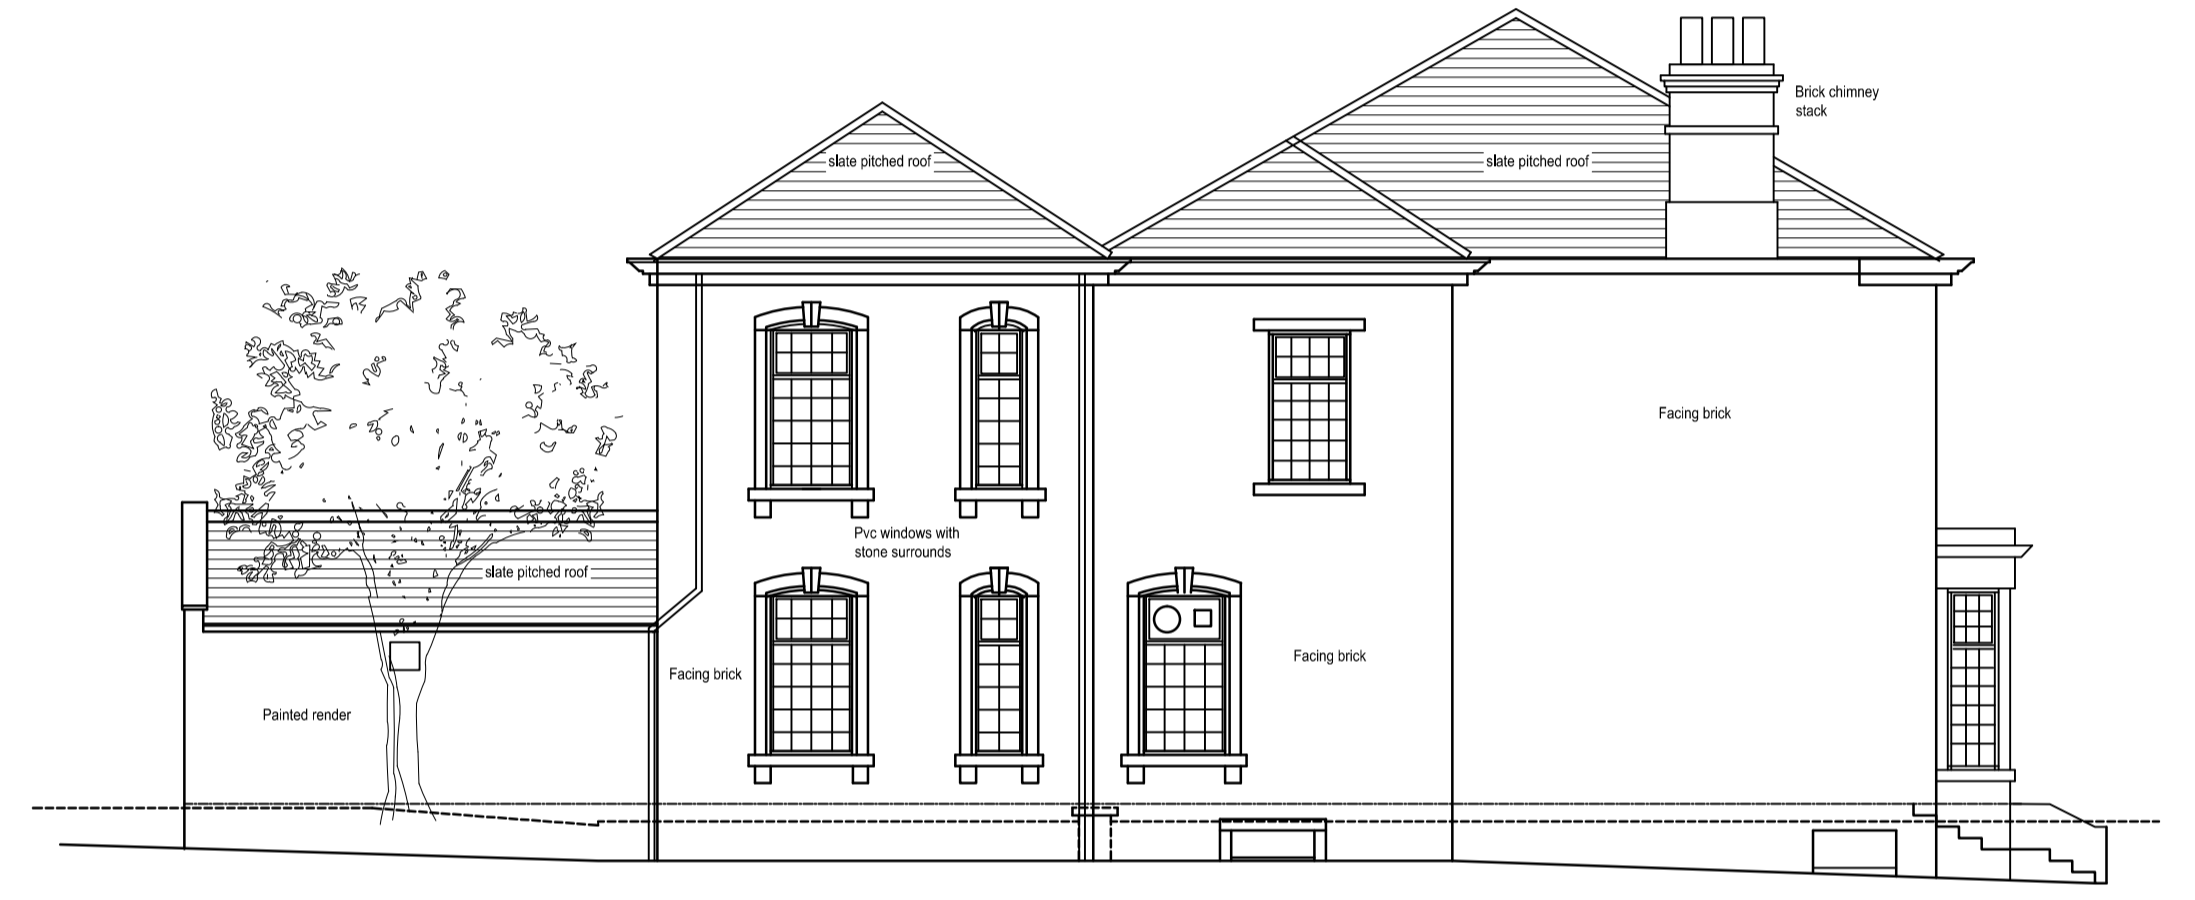 Brick chimney
stack
slate pitched roof
slate pitched roof
Facing brick
Pvc windows with
stone surrounds
slate pitched roof
Facing brick
Facing brick
Painted render